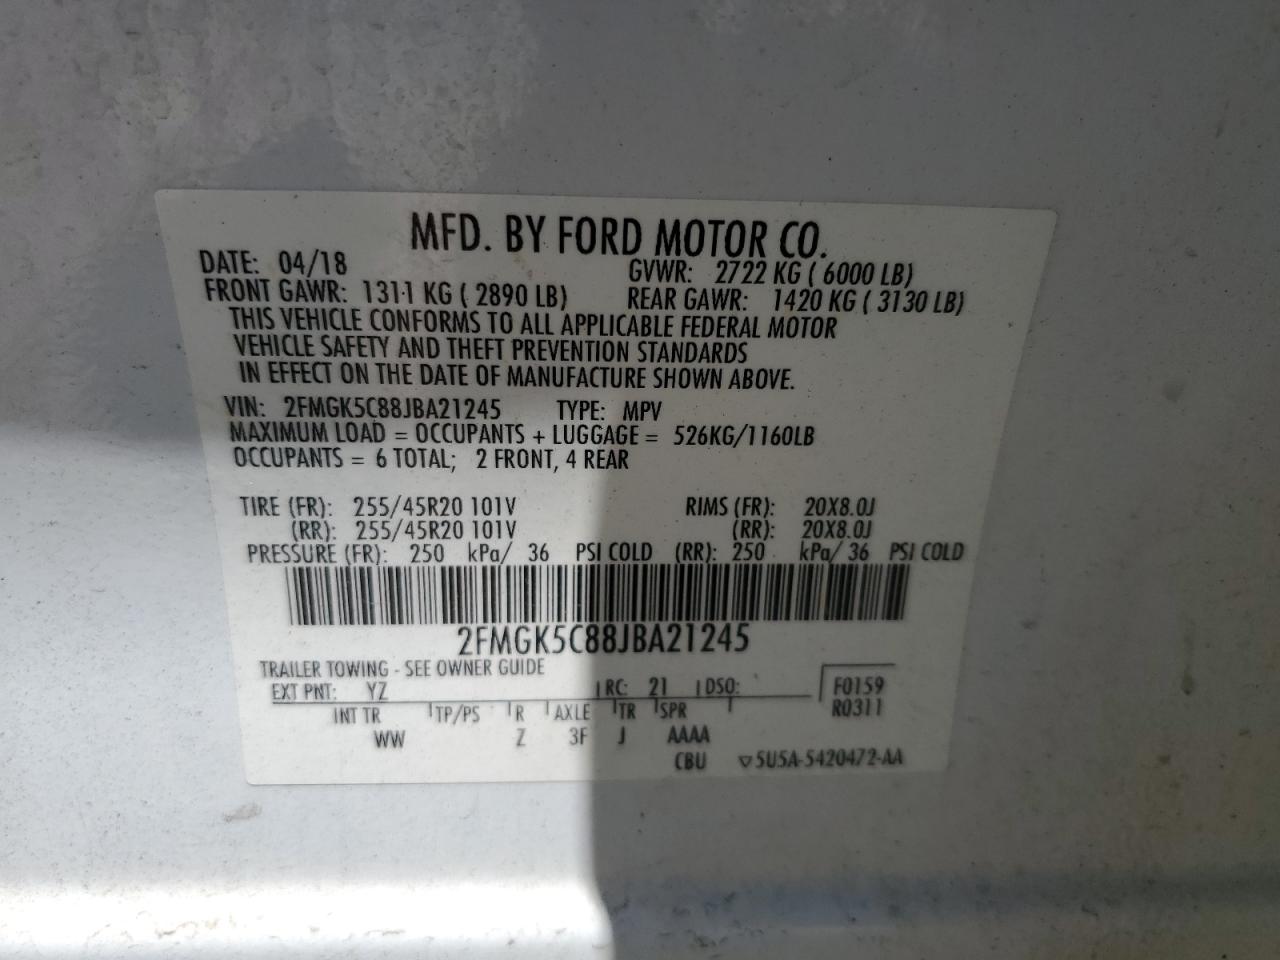 MFD. BY FORD MOTOR CO.
DATE: 04/18 GVWR: 2722 KG ( 6000 LB)
FRONT GAWR: 1311 KG ( 2890 LB) REAR GAWR: 1420 KG ( 3130 LB)
THIS VEHICLE CONFORMS TO ALL APPLICABLE FEDERAL MOTOR
VEHICLE SAFETY AND THEFT PREVENTION STANDARDS
IN EFFECT ON THE DATE OF MANUFACTURE SHOWN ABOVE.
VIN: 2FMGK5C88JBA21245 TYPE: MPV
MAXIMUM LOAD = OCCUPANTS + LUGGAGE = 526KG/1160LB
OCCUPANTS = 6 TOTAL; 2 FRONT, 4 REAR
TIRE (FR): 255/45R20 101V RIMS (FR): 20X8.0J
(RR): 255/45R20 101V (RR): 20X8.0J
PRESSURE (FR): 250 kPa/ 36 PSI COLD (RR): 250 kPa/ 36 PSI COLD
2FMGK5C88JBA21245
TRAILER TOWING - SEE OWNER GUIDE
EXT PNT: YZ RC: 21 DSO: F0159
INT TR TP/PS R AXLE TR SPR R0311
WW Z 3F J AAAA
CBU ▽5U5A-5420472-AA